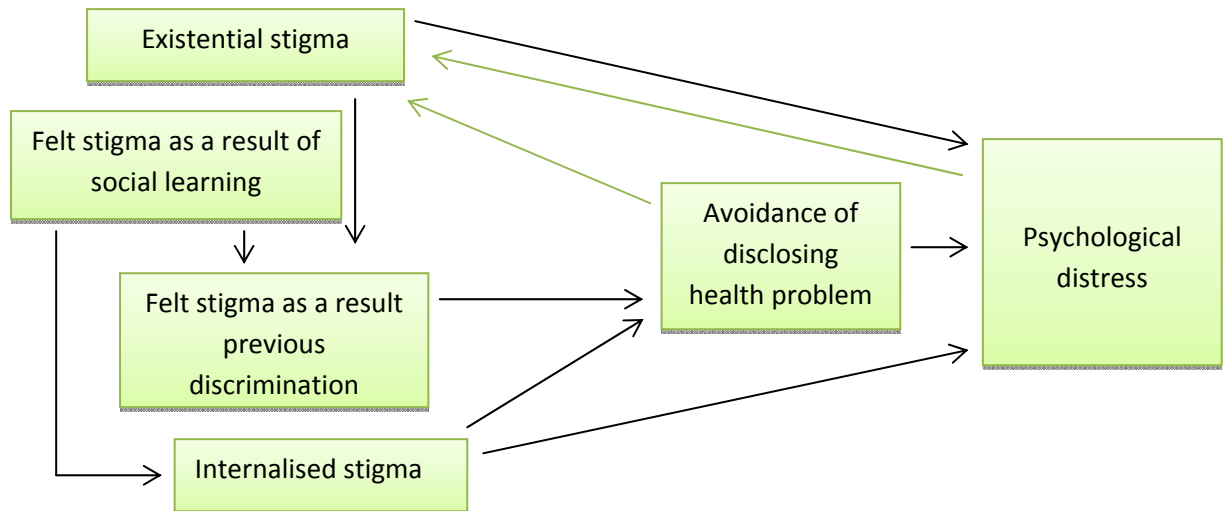 Existential stigma
Felt stigma as a result of
social learning
Avoidance of
disclosing
health problem
Psychological
distress
Felt stigma as a result
previous
discrimination
Internalised stigma